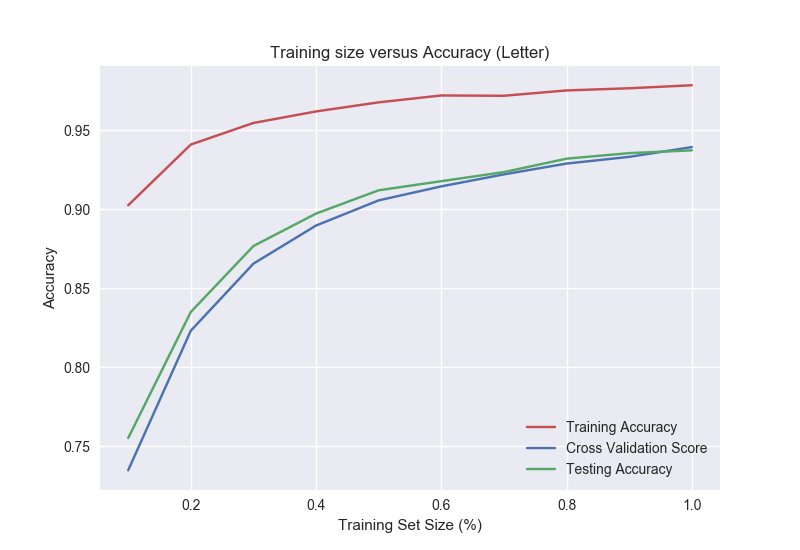 Training size versus Accuracy (Letter)
0.95
0.90
0.85
0.80
0.75
Accuracy
Training Accuracy
Cross Validation Score
Testing Accuracy
0.2 0.4 0.6 0.8 1.0
Training Set Size (%)